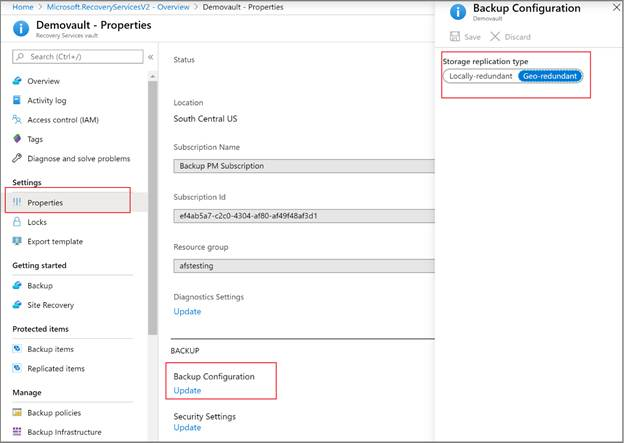 Home > Microsoft.RecoveryServicesV2 - Overview > Demovault - Properties
Demovault - Properties
Recovery Services vault
Search (Ctrl+/)
«
Overview
Activity log
Access control (IAM)
Tags
Diagnose and solve problems
Settings
Properties
Locks
Export template
Getting started
Backup
Site Recovery
Protected items
Backup items
Replicated items
Manage
Backup policies
Backup Infrastructure
Status
Location
South Central US
Subscription Name
Backup PM Subscription
Subscription Id
ef4ab5a7-c2c0-4304-af80-af49f48af3d1
Resource group
afstesting
Diagnostics Settings
Update
BACKUP
Backup Configuration
Update
Security Settings
Update
Backup Configuration
Demovault
Save Discard
Storage replication type
Locally-redundant Geo-redundant